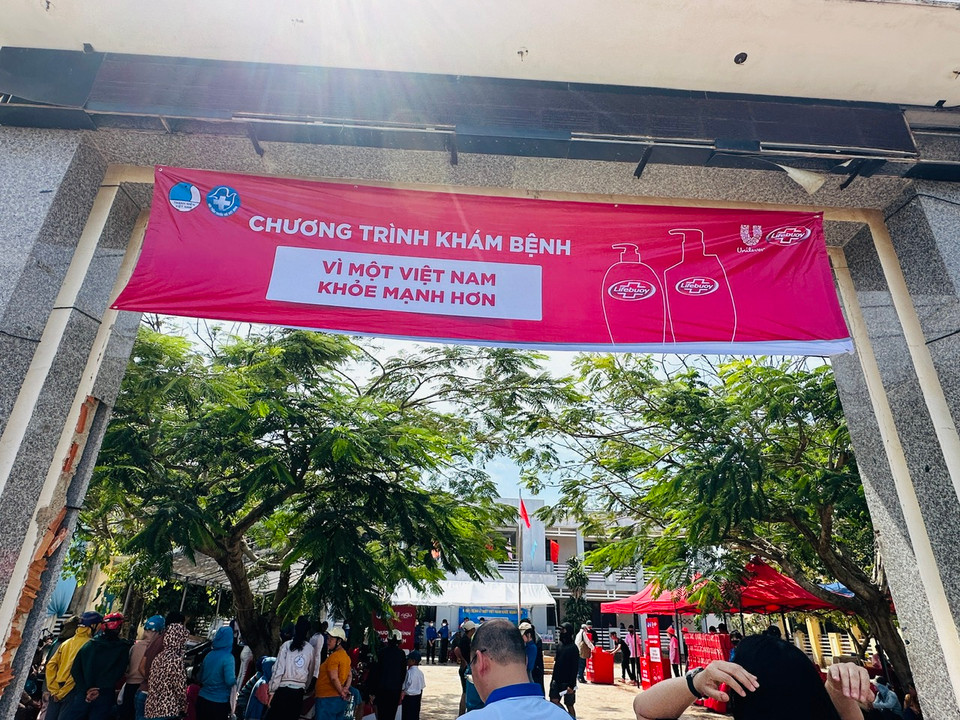 CHƯƠNG TRÌNH KHÁM BỆNH
VÌ MỘT VIỆT NAM
KHỎE MẠNH HƠN
Lifebuoy
Lifebuoy
Unilever
Lifebuoy